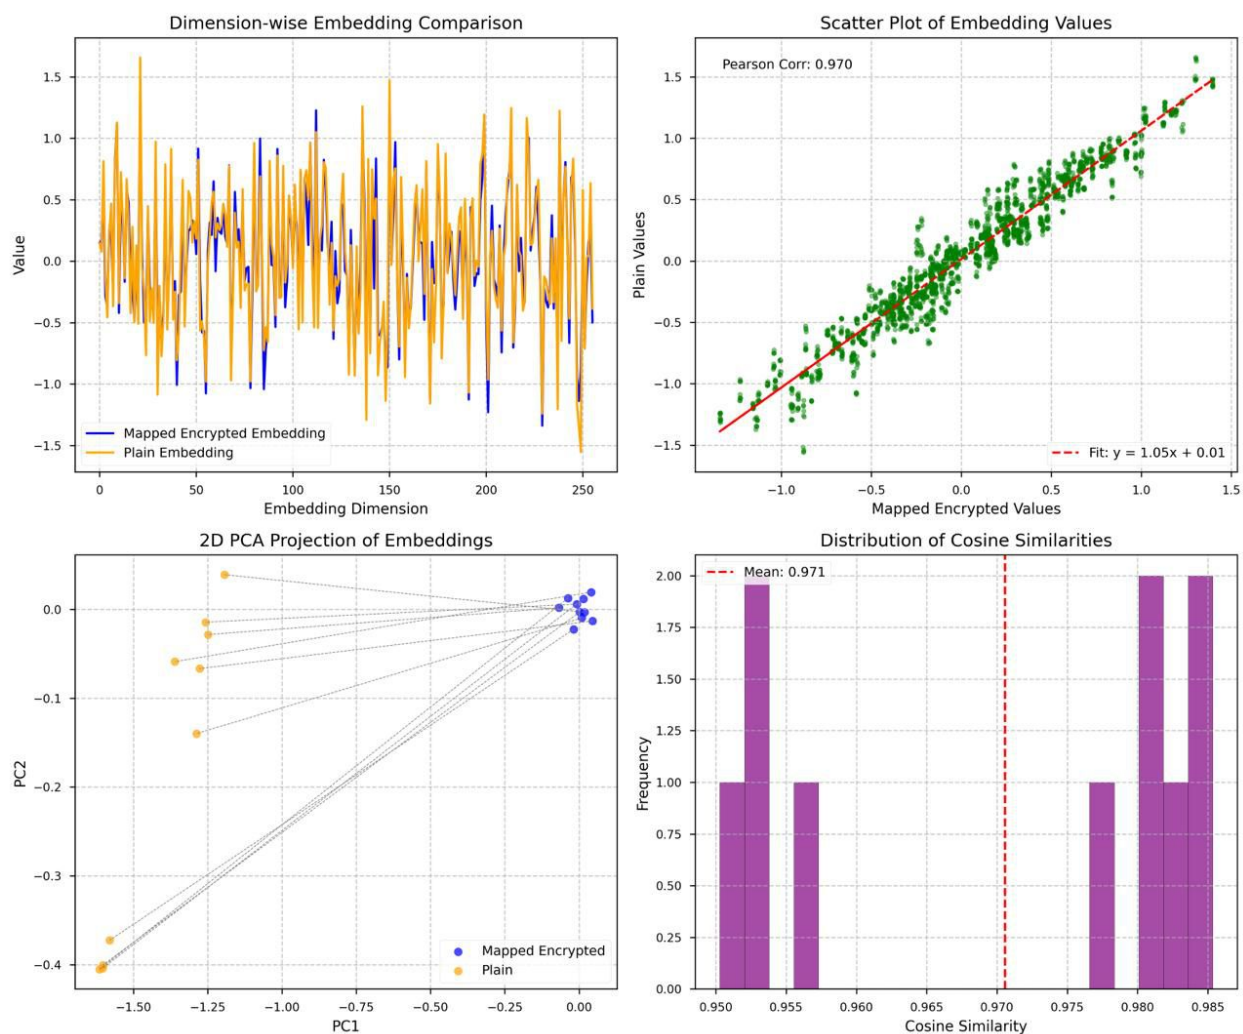 Dimension-wise Embedding Comparison
1.5
1.0
0.5
0.0
−0.5
−1.0
−1.5
Value
Mapped Encrypted Embedding
Plain Embedding
0 50 100 150 200 250
Embedding Dimension
Scatter Plot of Embedding Values
Pearson Corr: 0.970
1.5
1.0
0.5
0.0
−0.5
−1.0
−1.5
Plain Values
Fit: y = 1.05x + 0.01
−1.0 −0.5 0.0 0.5 1.0 1.5
Mapped Encrypted Values
2D PCA Projection of Embeddings
0.0
−0.1
−0.2
−0.3
−0.4
PC2
Mapped Encrypted
Plain
−1.50 −1.25 −1.00 −0.75 −0.50 −0.25 0.00
PC1
Distribution of Cosine Similarities
Mean: 0.971
2.00
1.75
1.50
1.25
1.00
0.75
0.50
0.25
0.00
Frequency
0.950 0.955 0.960 0.965 0.970 0.975 0.980 0.985
Cosine Similarity